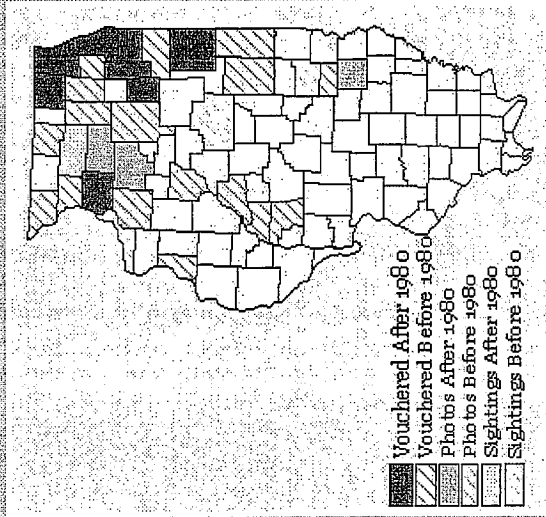 Vouchered After 1980
Vouchered Before 1980
Photos After 1980
Photos Before 1980
Sightings After 1980
Sightings Before 1980